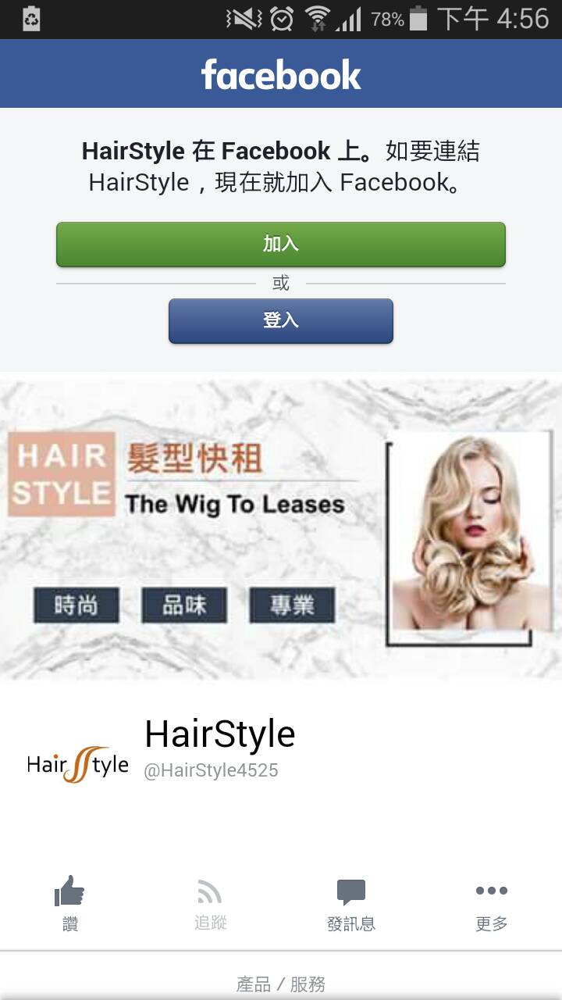 78% 下午 4:56
facebook
HairStyle 在 Facebook 上。如要連結
HairStyle，現在就加入 Facebook。
加入
或
登入
HAIR
STYLE
髮型快租
The Wig To Leases
時尚 品味 專業
HairStyle
HairStyle
@HairStyle4525
讚 追蹤 發訊息 更多
產品 / 服務